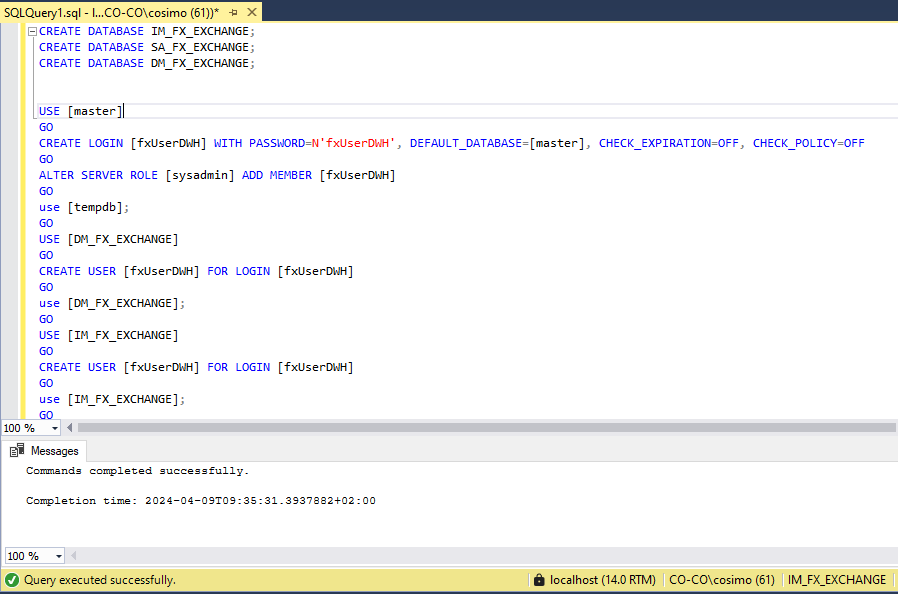 SQLQuery1.sql - l...CO-CO\cosimo (61))*
CREATE DATABASE IM_FX_EXCHANGE;
CREATE DATABASE SA_FX_EXCHANGE;
CREATE DATABASE DM_FX_EXCHANGE;
USE [master]
GO
CREATE LOGIN [fxUserDWH] WITH PASSWORD=N'fxUserDWH', DEFAULT_DATABASE=[master], CHECK_EXPIRATION=OFF, CHECK_POLICY=OFF
GO
ALTER SERVER ROLE [sysadmin] ADD MEMBER [fxUserDWH]
GO
use [tempdb];
GO
USE [DM_FX_EXCHANGE]
GO
CREATE USER [fxUserDWH] FOR LOGIN [fxUserDWH]
GO
use [DM_FX_EXCHANGE];
GO
USE [IM_FX_EXCHANGE]
GO
CREATE USER [fxUserDWH] FOR LOGIN [fxUserDWH]
GO
use [IM_FX_EXCHANGE];
GO
100 %
Messages
Commands completed successfully.
Completion time: 2024-04-09T09:35:31.3937882+02:00
100 %
Query executed successfully.
localhost (14.0 RTM)
CO-CO\cosimo (61)
IM_FX_EXCHANGE